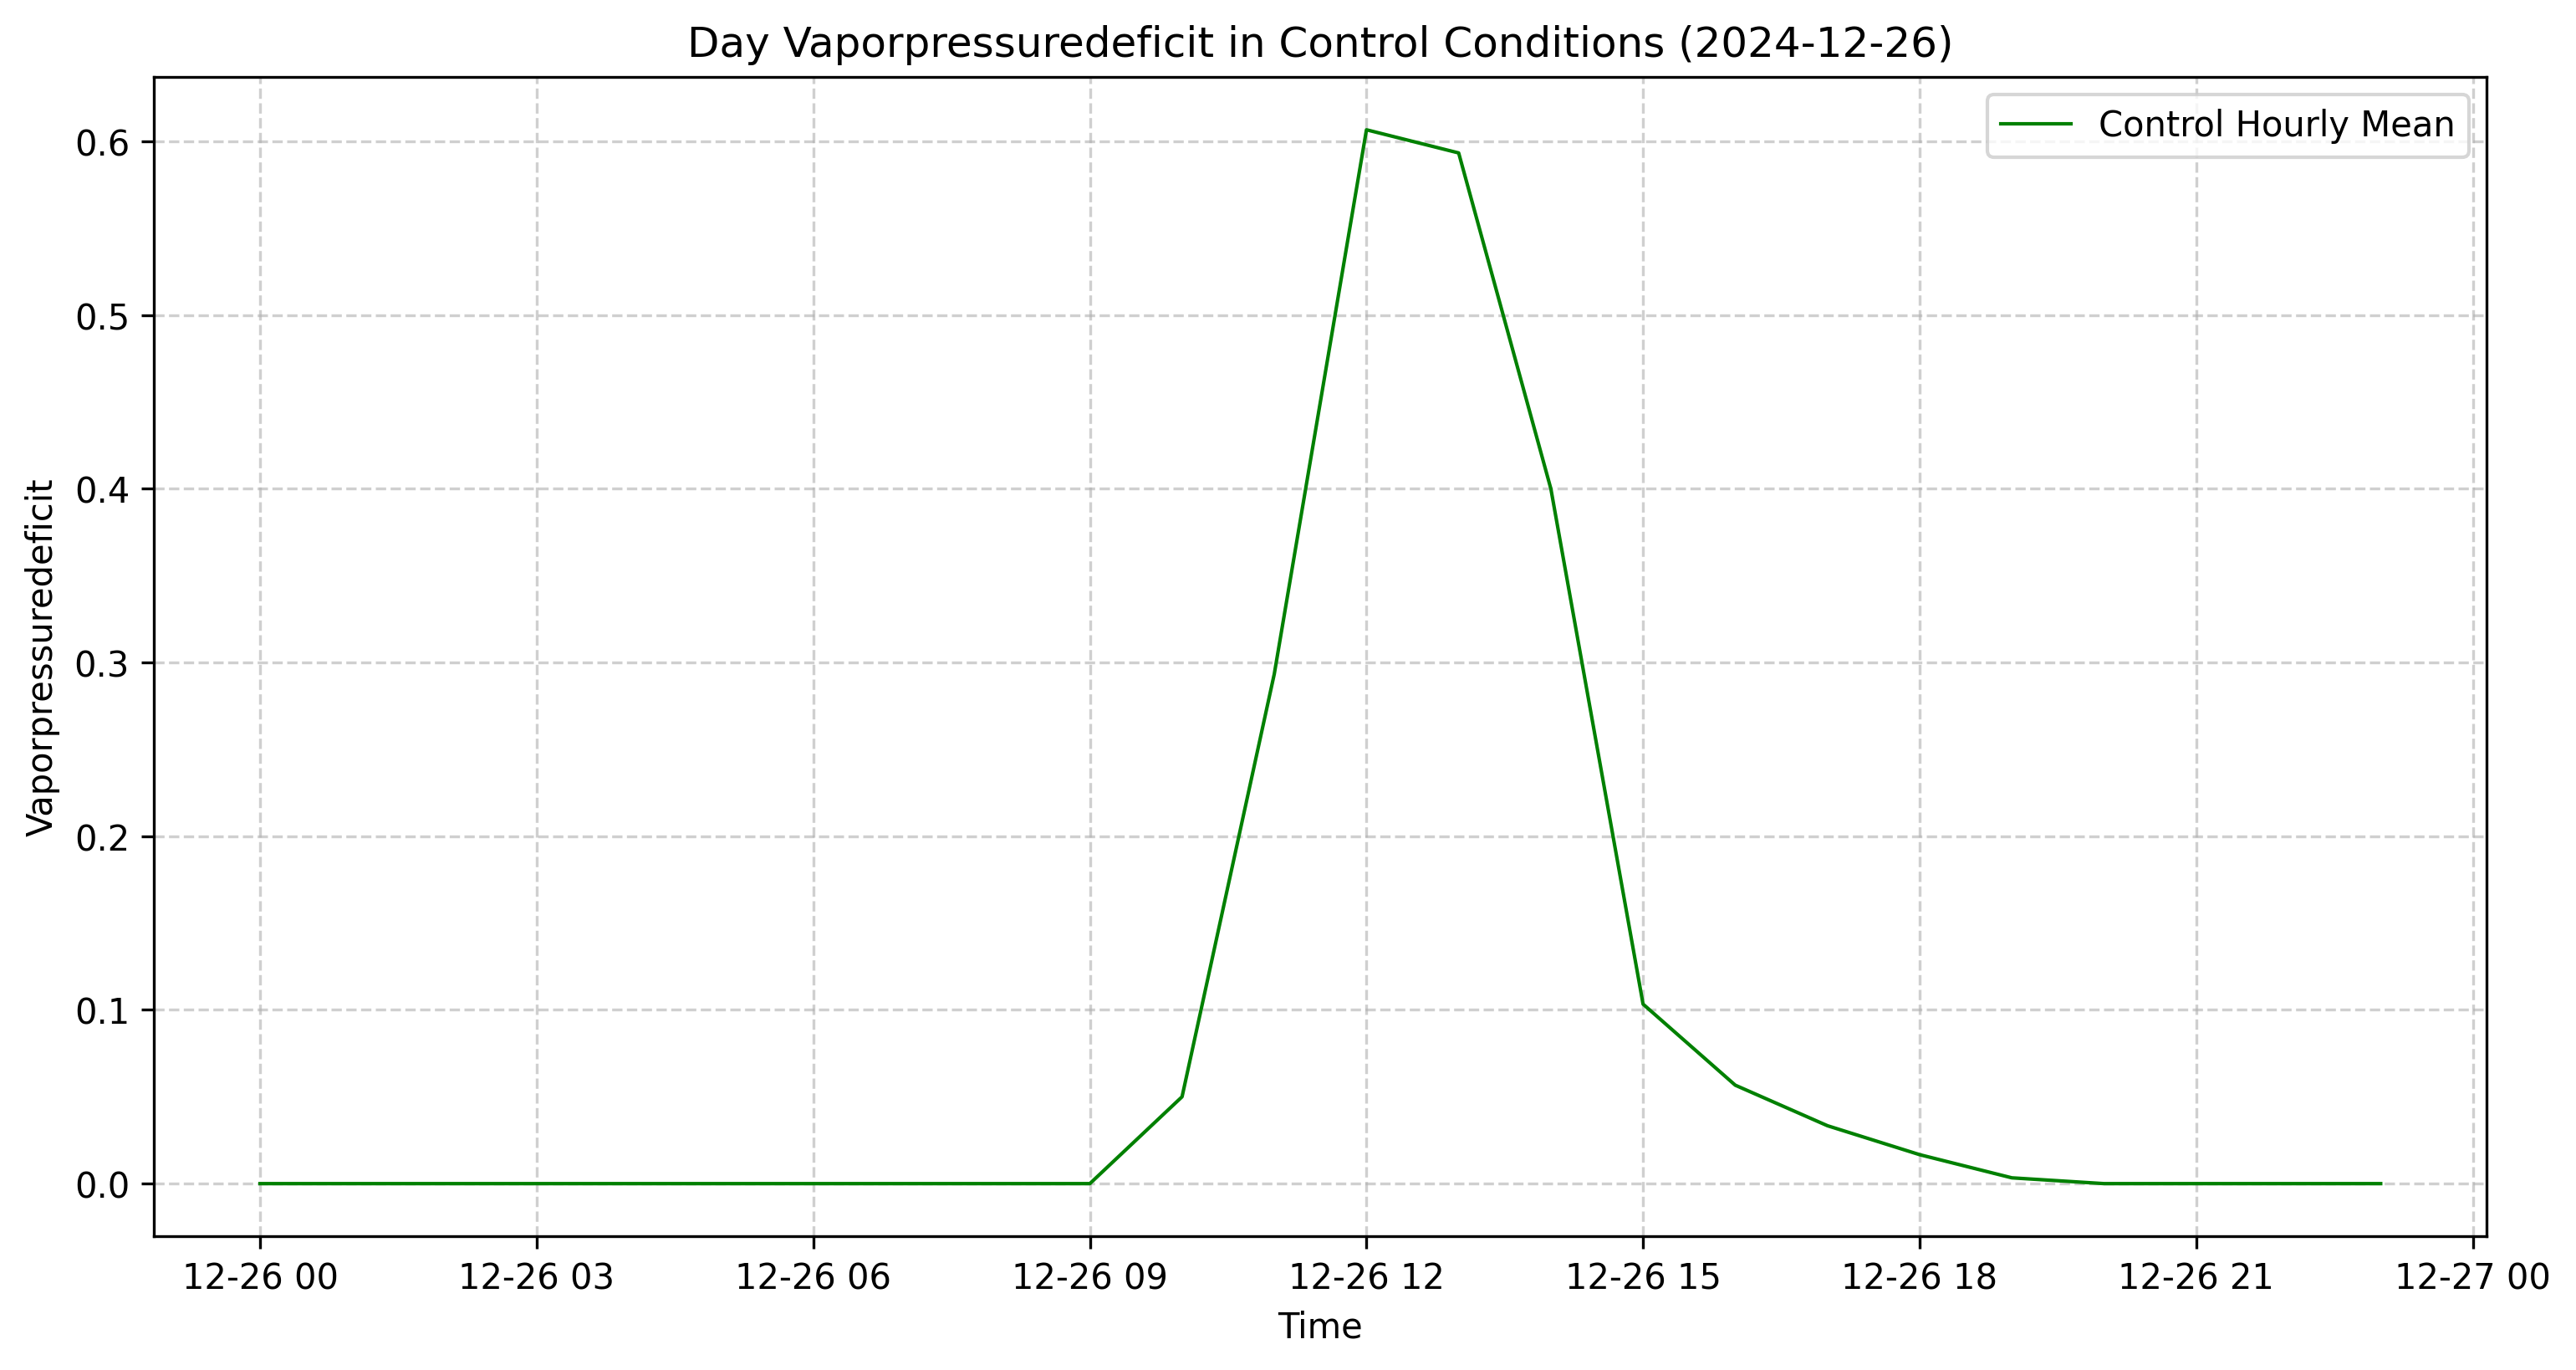 Day Vaporpressuredeficit in Control Conditions (2024-12-26)
Control Hourly Mean
Vaporpressuredeficit
0.6
0.5
0.4
0.3
0.2
0.1
0.0
12-26 00 12-26 03 12-26 06 12-26 09 12-26 12 12-26 15 12-26 18 12-26 21 12-27 00
Time